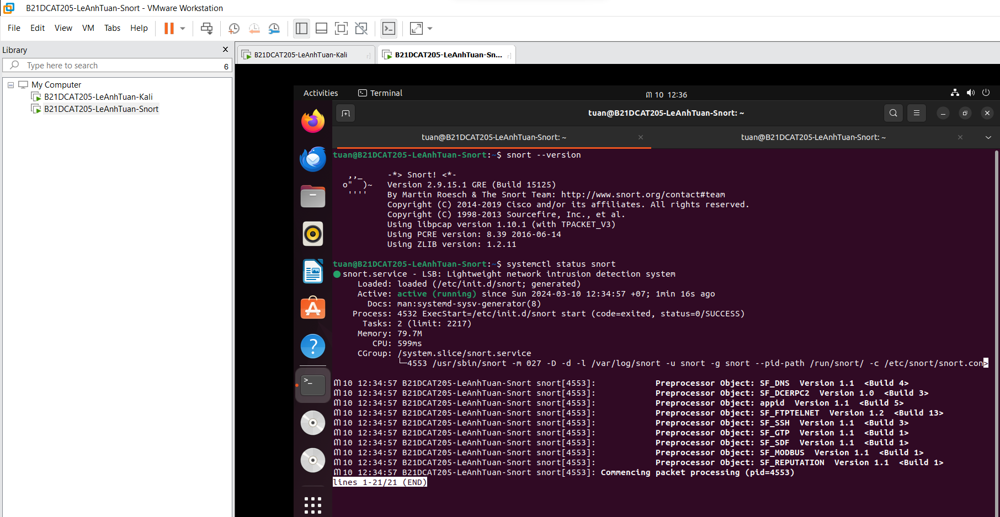 B21DCAT205-LeAnhTuan-Snort - VMware Workstation
File Edit View VM Tabs Help
Library
Type here to search
6
My Computer
B21DCAT205-LeAnhTuan-Kali
B21DCAT205-LeAnhTuan-Snort
B21DCAT205-LeAnhTuan-Kali
B21DCAT205-LeAnhTuan-Sn...
Activities Terminal 10 12:36
tuan@B21DCAT205-LeAnhTuan-Snort: ~
tuan@B21DCAT205-LeAnhTuan-Snort: ~
tuan@B21DCAT205-LeAnhTuan-Snort: ~
tuan@B21DCAT205-LeAnhTuan-Snort:~$ snort --version
,,_ -*> Snort! <*-
o" )~ Version 2.9.15.1 GRE (Build 15125)
'''' By Martin Roesch & The Snort Team: http://www.snort.org/contact#team
Copyright (C) 2014-2019 Cisco and/or its affiliates. All rights reserved.
Copyright (C) 1998-2013 Sourcefire, Inc., et al.
Using libpcap version 1.10.1 (with TPACKET_V3)
Using PCRE version: 8.39 2016-06-14
Using ZLIB version: 1.2.11
tuan@B21DCAT205-LeAnhTuan-Snort:~$ systemctl status snort
● snort.service - LSB: Lightweight network intrusion detection system
Loaded: loaded (/etc/init.d/snort; generated)
Active: active (running) since Sun 2024-03-10 12:34:57 +07; 1min 16s ago
Docs: man:systemd-sysv-generator(8)
Process: 4532 ExecStart=/etc/init.d/snort start (code=exited, status=0/SUCCESS)
Tasks: 2 (limit: 2217)
Memory: 79.7M
CPU: 599ms
CGroup: /system.slice/snort.service
└─4553 /usr/sbin/snort -m 027 -D -d -l /var/log/snort -u snort -g snort --pid-path /run/snort/ -c /etc/snort/snort.con>
10 12:34:57 B21DCAT205-LeAnhTuan-Snort snort[4553]: Preprocessor Object: SF_DNS Version 1.1 <Build 4>
10 12:34:57 B21DCAT205-LeAnhTuan-Snort snort[4553]: Preprocessor Object: SF_DCERPC2 Version 1.0 <Build 3>
10 12:34:57 B21DCAT205-LeAnhTuan-Snort snort[4553]: Preprocessor Object: appid Version 1.1 <Build 5>
10 12:34:57 B21DCAT205-LeAnhTuan-Snort snort[4553]: Preprocessor Object: SF_FTPTELNET Version 1.2 <Build 13>
10 12:34:57 B21DCAT205-LeAnhTuan-Snort snort[4553]: Preprocessor Object: SF_SSH Version 1.1 <Build 3>
10 12:34:57 B21DCAT205-LeAnhTuan-Snort snort[4553]: Preprocessor Object: SF_GTP Version 1.1 <Build 1>
10 12:34:57 B21DCAT205-LeAnhTuan-Snort snort[4553]: Preprocessor Object: SF_SDF Version 1.1 <Build 1>
10 12:34:57 B21DCAT205-LeAnhTuan-Snort snort[4553]: Preprocessor Object: SF_MODBUS Version 1.1 <Build 1>
10 12:34:57 B21DCAT205-LeAnhTuan-Snort snort[4553]: Preprocessor Object: SF_REPUTATION Version 1.1 <Build 1>
10 12:34:57 B21DCAT205-LeAnhTuan-Snort snort[4553]: Commencing packet processing (pid=4553)
lines 1-21/21 (END)